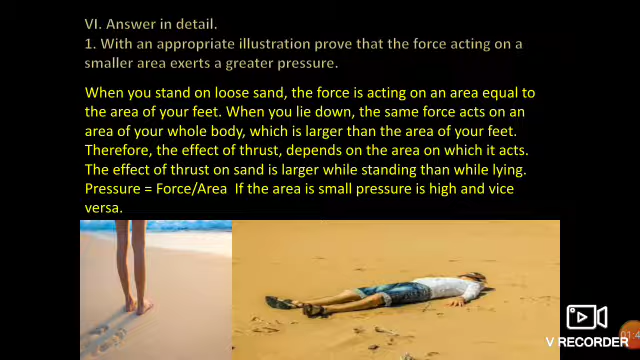 VI. Answer in detail.
1. With an appropriate illustration prove that the force acting on a
smaller area exerts a greater pressure.
When you stand on loose sand, the force is acting on an area equal to
the area of your feet. When you lie down, the same force acts on an
area of your whole body, which is larger than the area of your feet.
Therefore, the effect of thrust, depends on the area on which it acts.
The effect of thrust on sand is larger while standing than while lying.
Pressure = Force/Area If the area is small pressure is high and vice
versa.
V RECORDER